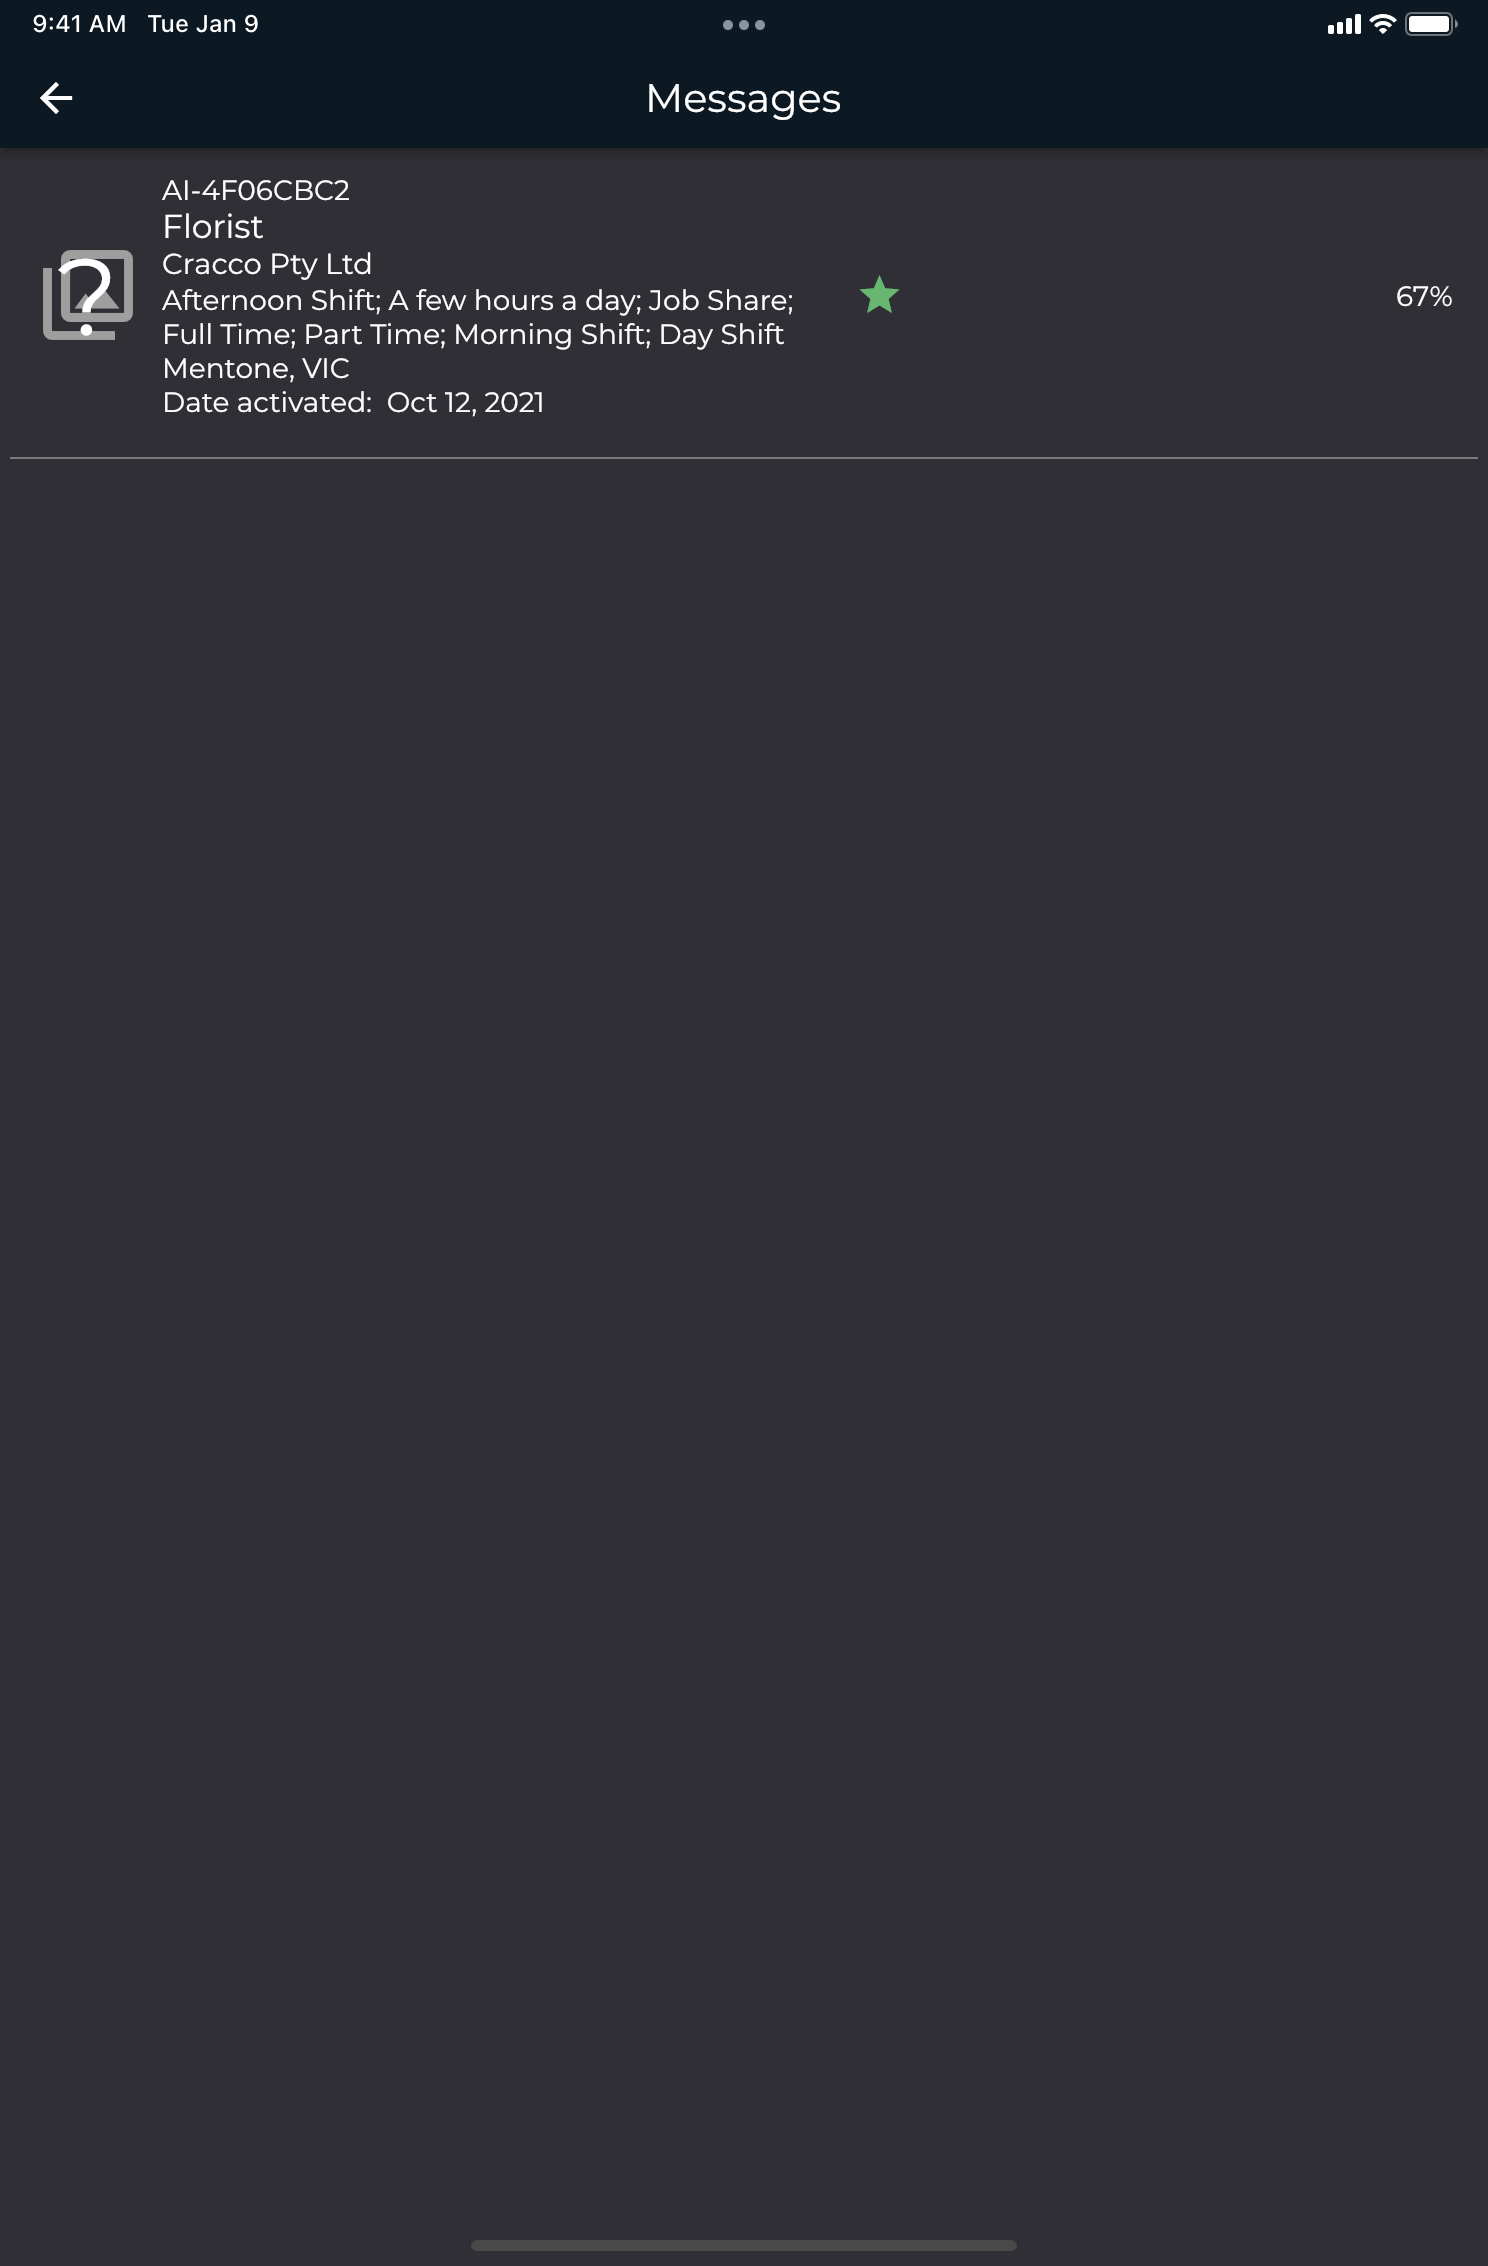 9:41 AM Tue Jan 9
Messages
AI-4F06CBC2
Florist
Cracco Pty Ltd
Afternoon Shift; A few hours a day; Job Share;
Full Time; Part Time; Morning Shift; Day Shift
Mentone, VIC
Date activated: Oct 12, 2021
67%